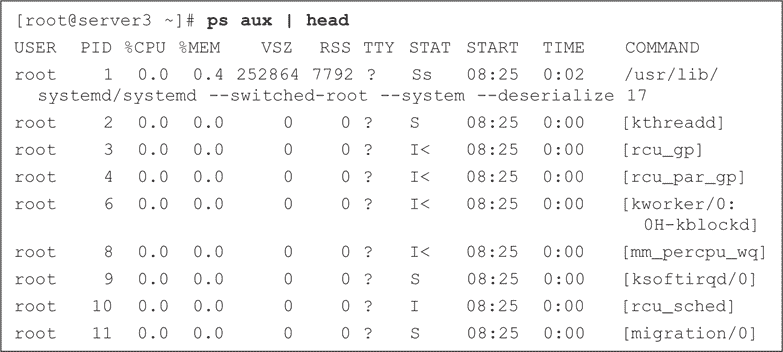 [root@server3 ~]# ps aux | head
USER PID %CPU %MEM VSZ RSS TTY STAT START TIME COMMAND
root 1 0.0 0.4 252864 7792 ? Ss 08:25 0:02 /usr/lib/
systemd/systemd --switched-root --system --deserialize 17
root 2 0.0 0.0 0 0 ? S 08:25 0:00 [kthreadd]
root 3 0.0 0.0 0 0 ? I< 08:25 0:00 [rcu_gp]
root 4 0.0 0.0 0 0 ? I< 08:25 0:00 [rcu_par_gp]
root 6 0.0 0.0 0 0 ? I< 08:25 0:00 [kworker/0:
0H-kblockd]
root 8 0.0 0.0 0 0 ? I< 08:25 0:00 [mm_percpu_wq]
root 9 0.0 0.0 0 0 ? S 08:25 0:00 [ksoftirqd/0]
root 10 0.0 0.0 0 0 ? I 08:25 0:00 [rcu_sched]
root 11 0.0 0.0 0 0 ? S 08:25 0:00 [migration/0]